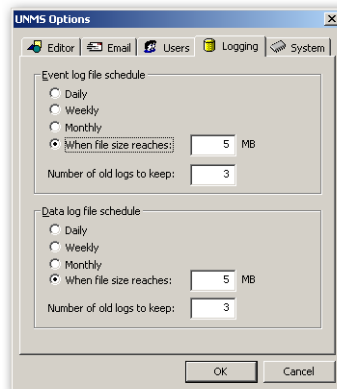 UNMS Options
Editor Email Users Logging System
Event log file schedule
Daily
Weekly
Monthly
When file size reaches: 5 MB
Number of old logs to keep: 3
Data log file schedule
Daily
Weekly
Monthly
When file size reaches: 5 MB
Number of old logs to keep: 3
OK Cancel